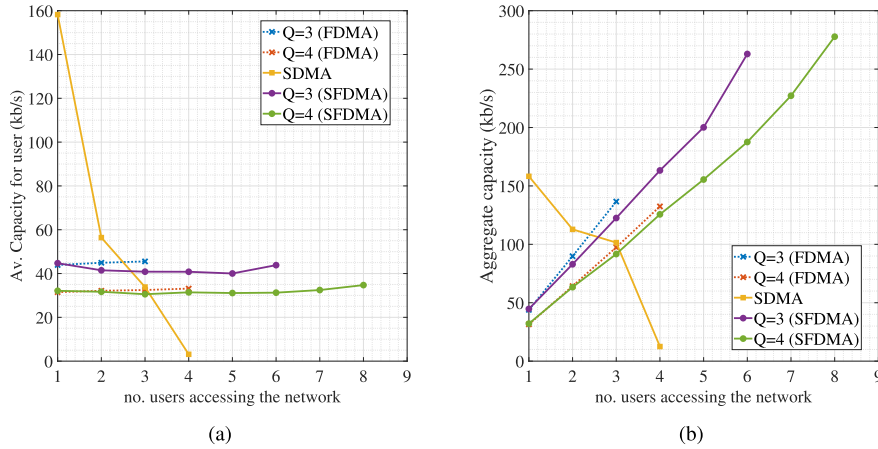 160
140
120
100
80
60
40
20
0
Av. Capacity for user (kb/s)
Q=3 (FDMA)
Q=4 (FDMA)
SDMA
Q=3 (SFDMA)
Q=4 (SFDMA)
1 2 3 4 5 6 7 8 9
no. users accessing the network
(a)
300
250
200
150
100
50
0
Aggregate capacity (kb/s)
Q=3 (FDMA)
Q=4 (FDMA)
SDMA
Q=3 (SFDMA)
Q=4 (SFDMA)
1 2 3 4 5 6 7 8 9
no. users accessing the network
(b)